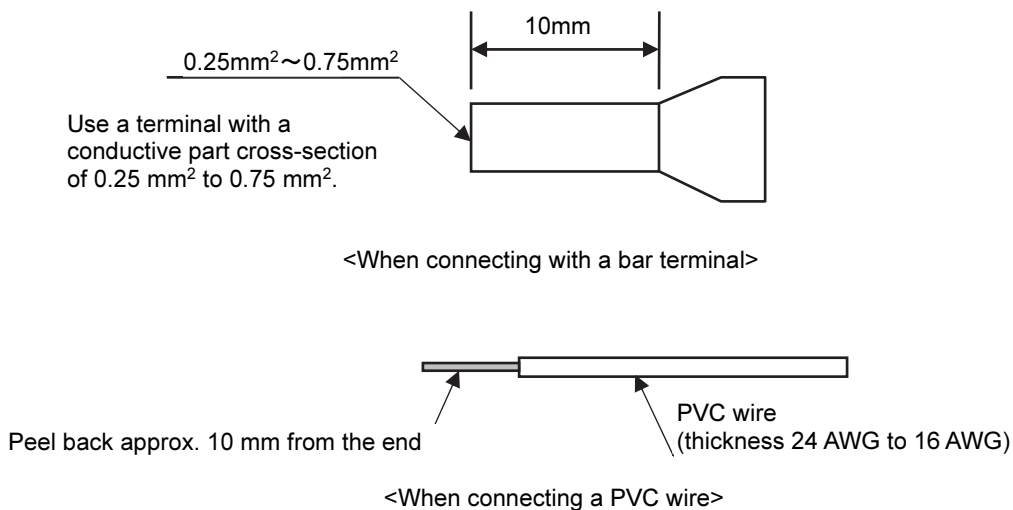 10mm
0.25mm²～0.75mm²
Use a terminal with a
conductive part cross-section
of 0.25 mm² to 0.75 mm².
<When connecting with a bar terminal>
Peel back approx. 10 mm from the end
PVC wire
(thickness 24 AWG to 16 AWG)
<When connecting a PVC wire>